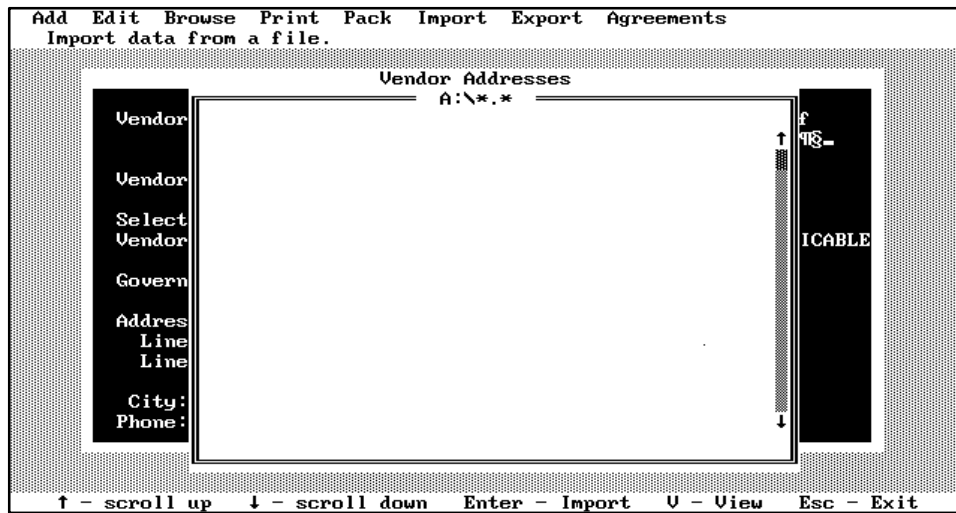 Add Edit Browse Print Pack Import Export Agreements
Import data from a file.
Vendor Addresses
A:\*.*
Vendor f
↑ ¶§_
Vendor
Select
Vendor ICABLE
Govern
Addres
Line
Line
City:
Phone: ↓
↑ - scroll up ↓ - scroll down Enter - Import V - View Esc - Exit